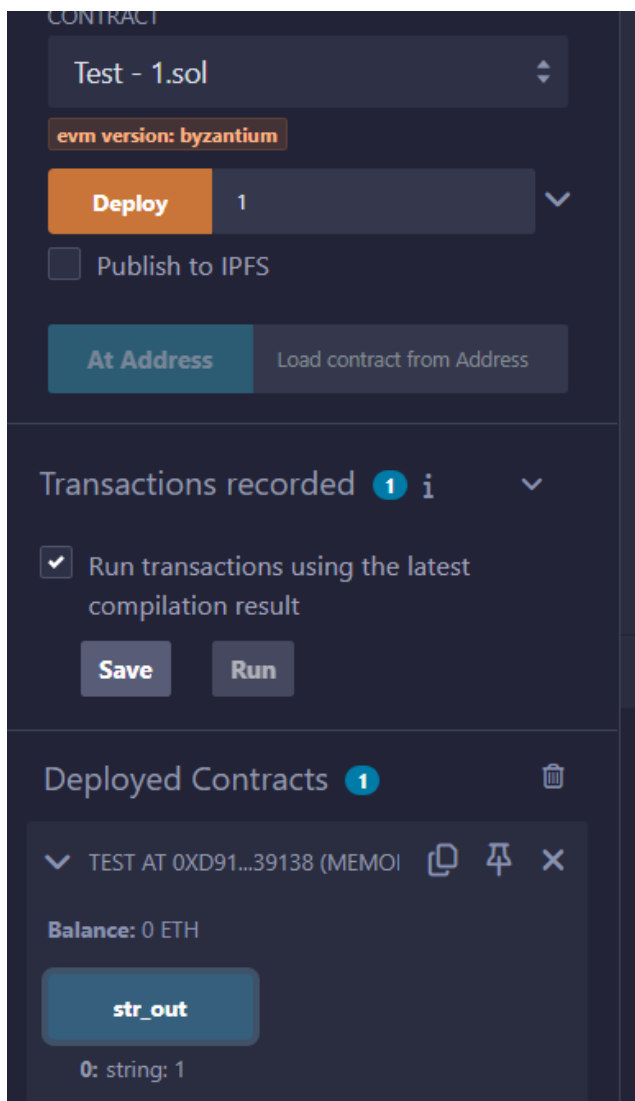 CONTRACT
Test - 1.sol
evm version: byzantium
Deploy 1
Publish to IPFS
At Address Load contract from Address
Transactions recorded 1 i
Run transactions using the latest
compilation result
Save Run
Deployed Contracts 1
TEST AT 0XD91...39138 (MEMO
Balance: 0 ETH
str_out
0: string: 1